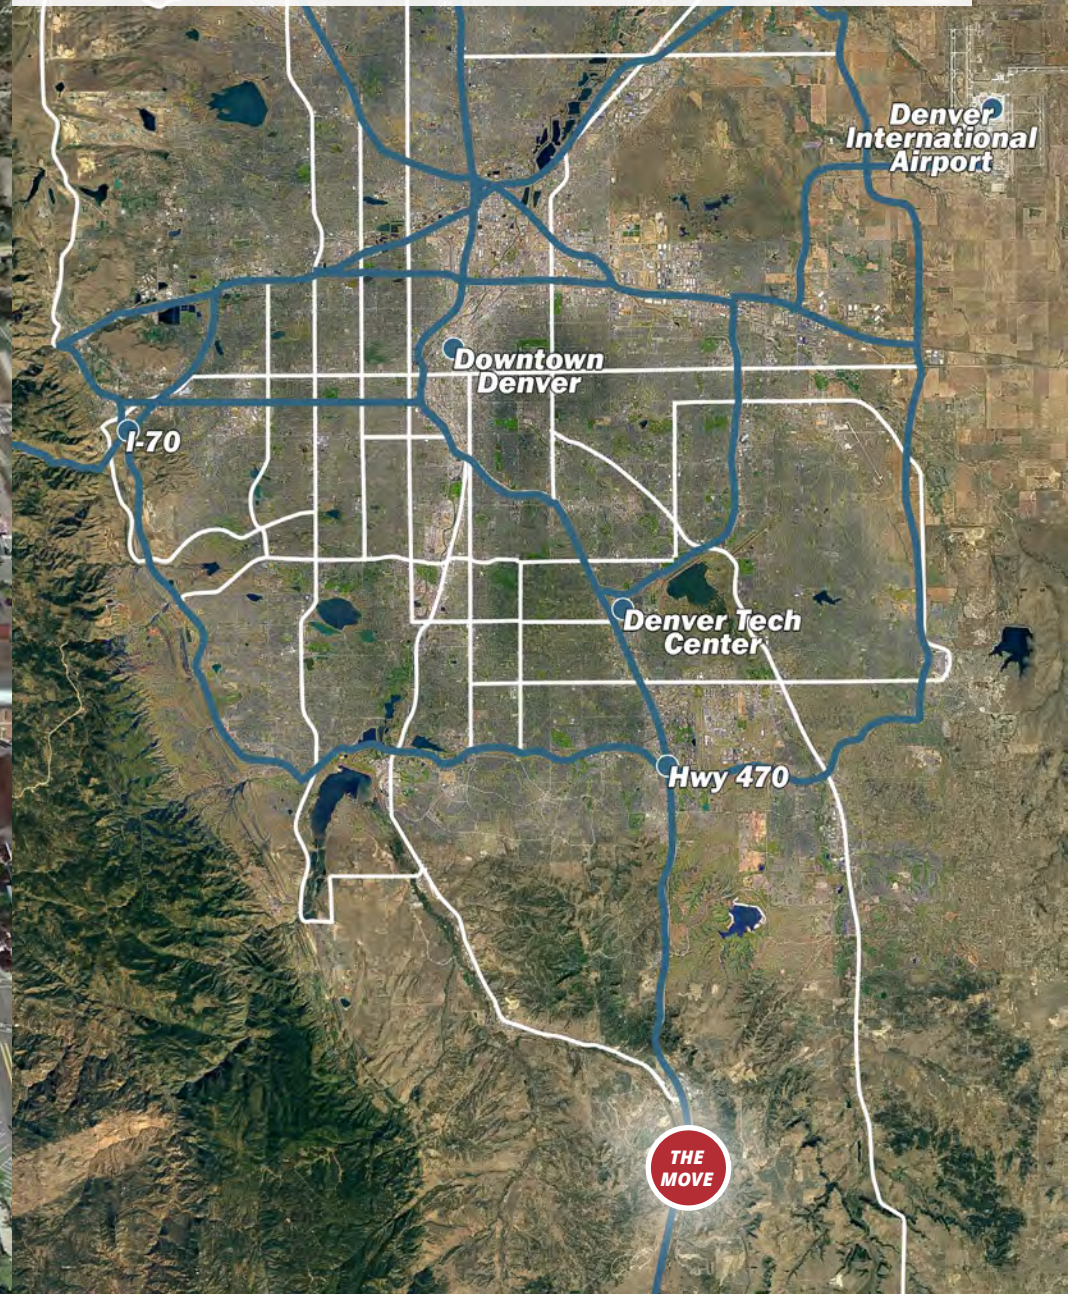 Denver
International
Airport
Downtown
Denver
I-70
Denver Tech
Center
Hwy 470
THE
MOVE